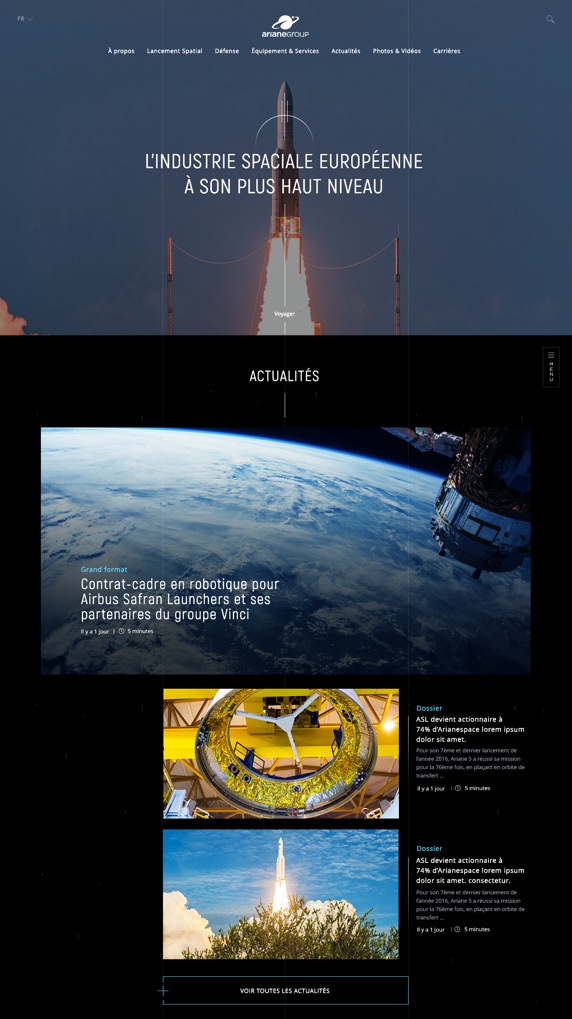 FR
arianeGROUP
À propos Lancement Spatial Défense Équipement & Services Actualités Photos & Vidéos Carrières
L'INDUSTRIE SPACIALE EUROPÉENNE
À SON PLUS HAUT NIVEAU
Voyager
MENU
ACTUALITÉS
Grand format
Contrat-cadre en robotique pour
Airbus Safran Launchers et ses
partenaires du groupe Vinci
Il y a 1 jour | 5 minutes
Dossier
ASL devient actionnaire à
74% d'Arianespace lorem ipsum
dolor sit amet.
Pour son 7ème et dernier lancement de
l'année 2016, Ariane 5 a réussi sa mission
pour la 76ème fois, en plaçant en orbite de
transfert ...
Il y a 1 jour | 5 minutes
Dossier
ASL devient actionnaire à
74% d'Arianespace lorem ipsum
dolor sit amet. consectetur.
Pour son 7ème et dernier lancement de
l'année 2016, Ariane 5 a réussi sa mission
pour la 76ème fois, en plaçant en orbite de
transfert ...
Il y a 1 jour | 5 minutes
VOIR TOUTES LES ACTUALITÉS